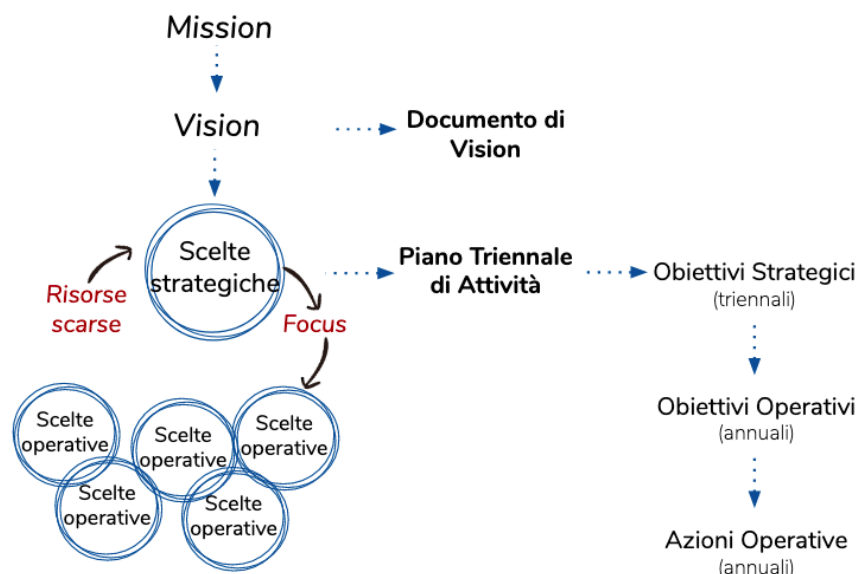 Mission
Vision
Documento di
Vision
Scelte
strategiche
Risorse
scarse
Focus
Piano Triennale
di Attività
Obiettivi Strategici
(triennali)
Obiettivi Operativi
(annuali)
Azioni Operative
(annuali)
Scelte
operative
Scelte
operative
Scelte
operative
Scelte
operative
Scelte
operative